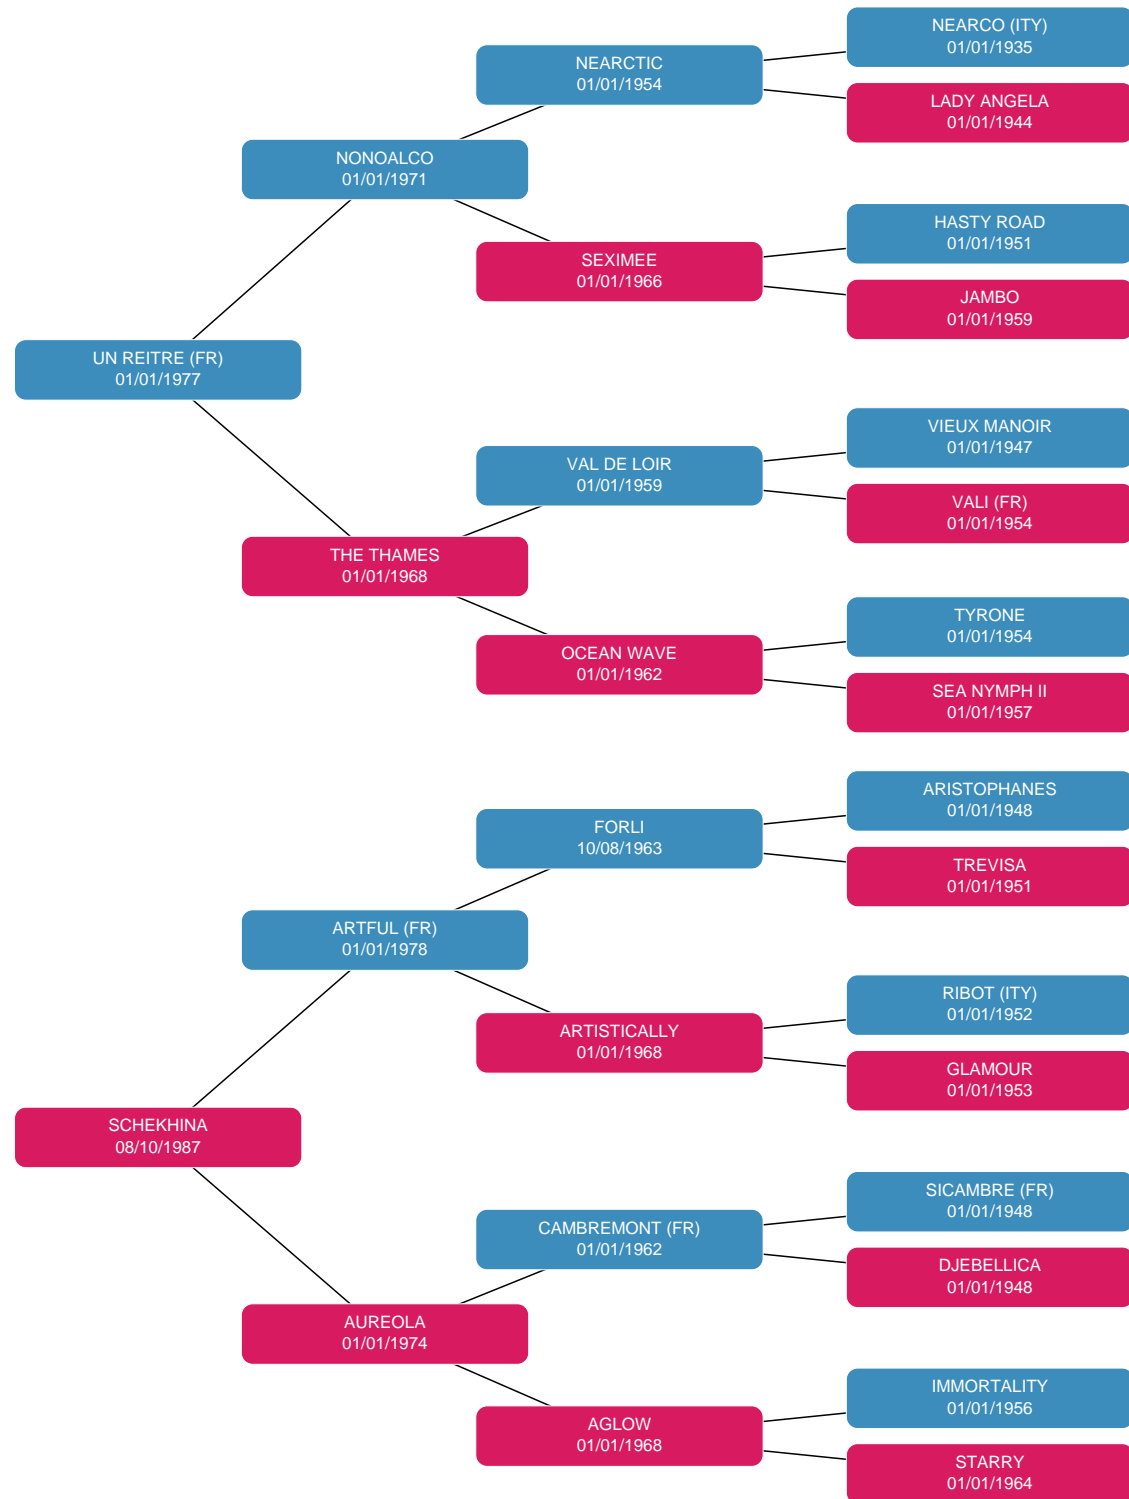 NEARCO (ITY)
01/01/1935
NEARCTIC
01/01/1954
LADY ANGELA
01/01/1944
NONOALCO
01/01/1971
HASTY ROAD
01/01/1951
SEXIMEE
01/01/1966
JAMBO
01/01/1959
UN REITRE (FR)
01/01/1977
VIEUX MANOIR
01/01/1947
VAL DE LOIR
01/01/1959
VALI (FR)
01/01/1954
THE THAMES
01/01/1968
TYRONE
01/01/1954
OCEAN WAVE
01/01/1962
SEA NYMPH II
01/01/1957
ARISTOPHANES
01/01/1948
FORLI
10/08/1963
TREVISA
01/01/1951
ARTFUL (FR)
01/01/1978
RIBOT (ITY)
01/01/1952
ARTISTICALLY
01/01/1968
GLAMOUR
01/01/1953
SCHEKHINA
08/10/1987
SICAMBRE (FR)
01/01/1948
CAMBREMONT (FR)
01/01/1962
DJEBELLICA
01/01/1948
AUREOLA
01/01/1974
IMMORTALITY
01/01/1956
AGLOW
01/01/1968
STARRY
01/01/1964